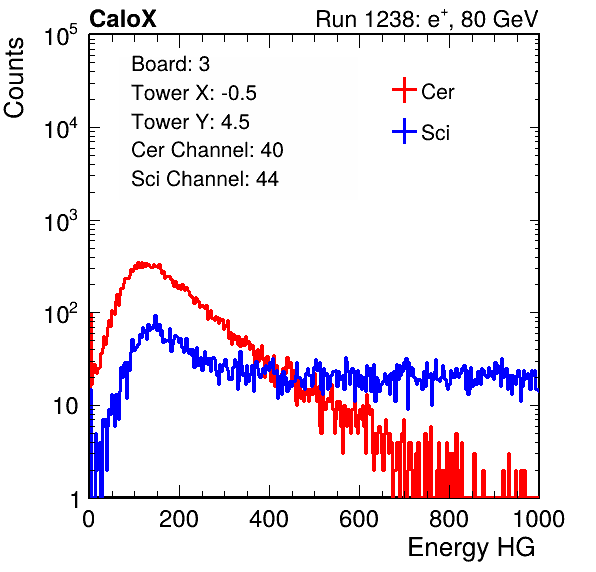 CaloX Run 1238: e⁺, 80 GeV
Counts
10⁵
10⁴
10³
10²
10
1
Board: 3
Tower X: -0.5
Tower Y: 4.5
Cer Channel: 40
Sci Channel: 44
Cer
Sci
0 200 400 600 800 1000
Energy HG